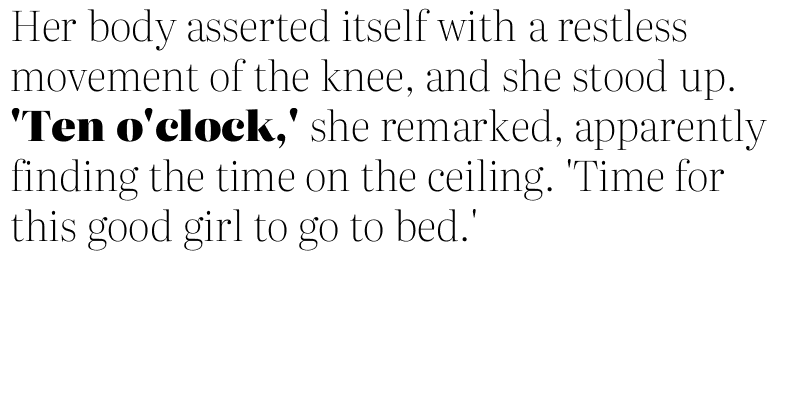 Her body asserted itself with a restless
movement of the knee, and she stood up.
'Ten o'clock,' she remarked, apparently
finding the time on the ceiling. 'Time for
this good girl to go to bed.'